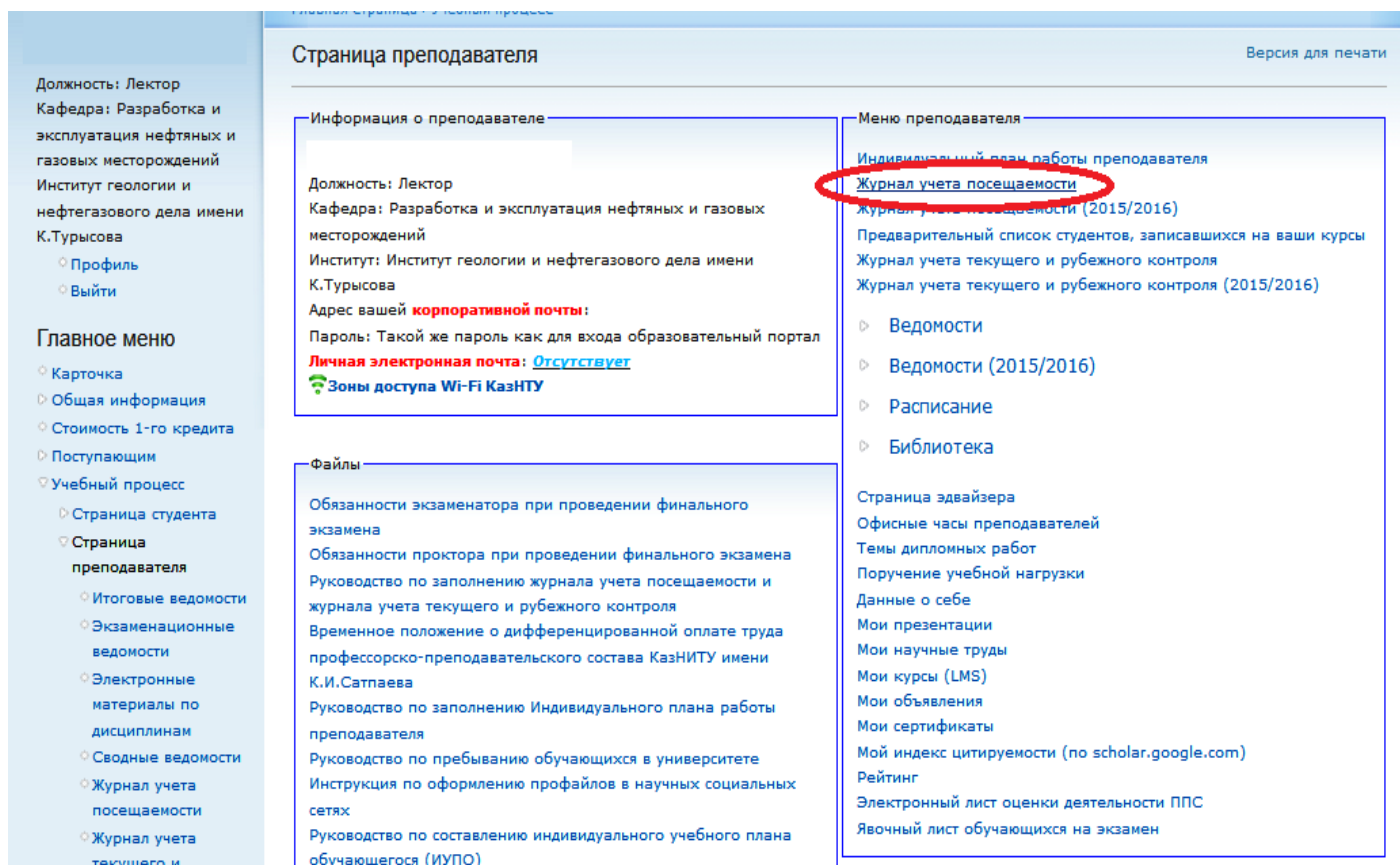 Главная Страница › Учебный процесс
Должность: Лектор
Кафедра: Разработка и
эксплуатация нефтяных и
газовых месторождений
Институт геологии и
нефтегазового дела имени
К.Турысова
Профиль
Выйти
Главное меню
Карточка
Общая информация
Стоимость 1-го кредита
Поступающим
Учебный процесс
Страница студента
Страница
преподавателя
Итоговые ведомости
Экзаменационные
ведомости
Электронные
материалы по
дисциплинам
Сводные ведомости
Журнал учета
посещаемости
Журнал учета
текущего и
Страница преподавателя
Версия для печати
Информация о преподавателе
Должность: Лектор
Кафедра: Разработка и эксплуатация нефтяных и газовых
месторождений
Институт: Институт геологии и нефтегазового дела имени
К.Турысова
Адрес вашей корпоративной почты:
Пароль: Такой же пароль как для входа образовательный портал
Личная электронная почта: Отсутствует
Зоны доступа Wi-Fi КазНТУ
Файлы
Обязанности экзаменатора при проведении финального
экзамена
Обязанности проктора при проведении финального экзамена
Руководство по заполнению журнала учета посещаемости и
журнала учета текущего и рубежного контроля
Временное положение о дифференцированной оплате труда
профессорско-преподавательского состава КазНИТУ имени
К.И.Сатпаева
Руководство по заполнению Индивидуального плана работы
преподавателя
Руководство по пребыванию обучающихся в университете
Инструкция по оформлению профайлов в научных социальных
сетях
Руководство по составлению индивидуального учебного плана
обучающегося (ИУПО)
Меню преподавателя
Индивидуальный план работы преподавателя
Журнал учета посещаемости
Журнал учета посещаемости (2015/2016)
Предварительный список студентов, записавшихся на ваши курсы
Журнал учета текущего и рубежного контроля
Журнал учета текущего и рубежного контроля (2015/2016)
Ведомости
Ведомости (2015/2016)
Расписание
Библиотека
Страница эдвайзера
Офисные часы преподавателей
Темы дипломных работ
Поручение учебной нагрузки
Данные о себе
Мои презентации
Мои научные труды
Мои курсы (LMS)
Мои объявления
Мои сертификаты
Мой индекс цитируемости (по scholar.google.com)
Рейтинг
Электронный лист оценки деятельности ППС
Явочный лист обучающихся на экзамен